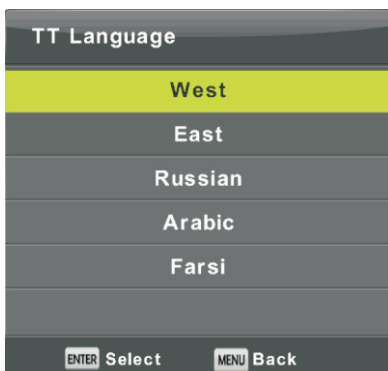 TT Language
West
East
Russian
Arabic
Farsi
ENTER Select MENU Back